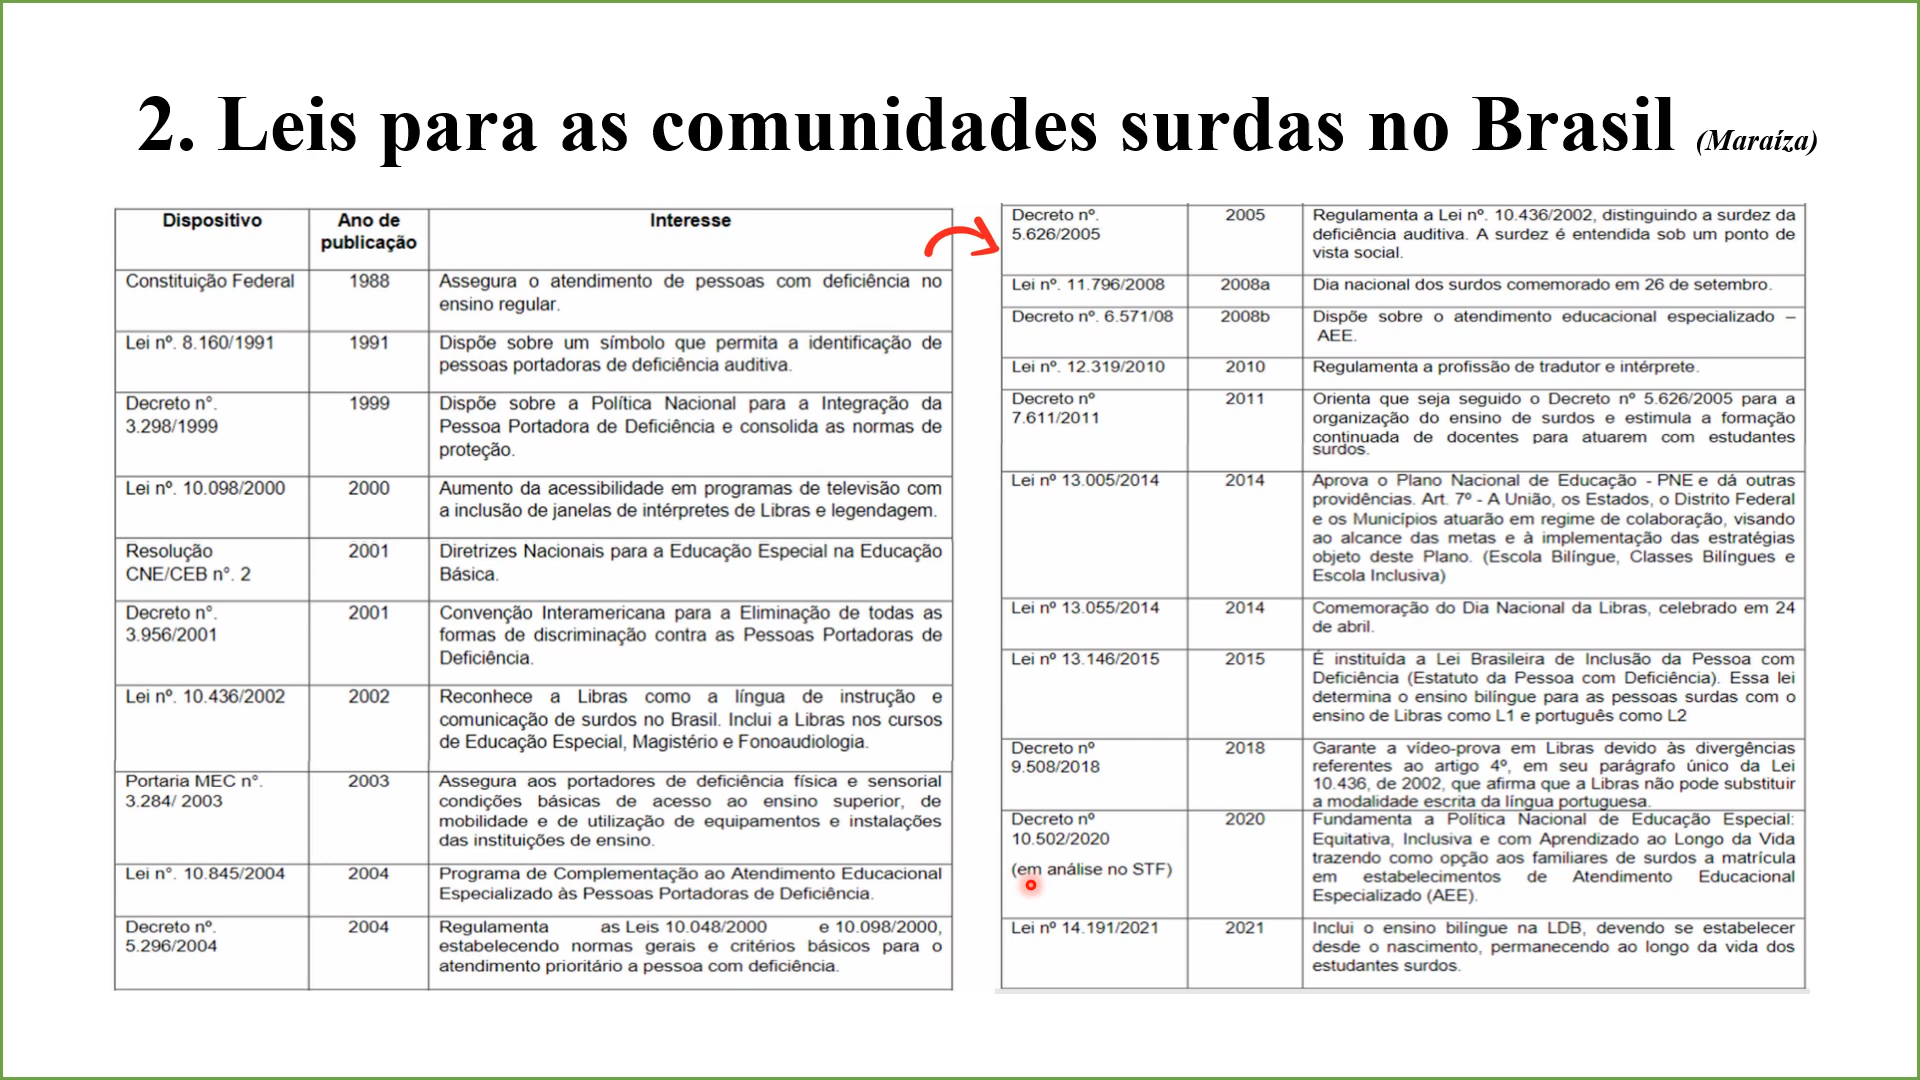 2. Leis para as comunidades surdas no Brasil (Maraíza)
Dispositivo
Ano de
publicação
Interesse
Constituição Federal
1988
Assegura o atendimento de pessoas com deficiência no
ensino regular.
Lei nº. 8.160/1991
1991
Dispõe sobre um símbolo que permita a identificação de
pessoas portadoras de deficiência auditiva.
Decreto n°.
3.298/1999
1999
Dispõe sobre a Política Nacional para a Integração da
Pessoa Portadora de Deficiência e consolida as normas de
proteção.
Lei nº. 10.098/2000
2000
Aumento da acessibilidade em programas de televisão com
a inclusão de janelas de intérpretes de Libras e legendagem.
Resolução
CNE/CEB n°. 2
2001
Diretrizes Nacionais para a Educação Especial na Educação
Básica.
Decreto n°.
3.956/2001
2001
Convenção Interamericana para a Eliminação de todas as
formas de discriminação contra as Pessoas Portadoras de
Deficiência.
Lei nº. 10.436/2002
2002
Reconhece a Libras como a língua de instrução e
comunicação de surdos no Brasil. Inclui a Libras nos cursos
de Educação Especial, Magistério e Fonoaudiologia.
Portaria MEC n°.
3.284/ 2003
2003
Assegura aos portadores de deficiência física e sensorial
condições básicas de acesso ao ensino superior, de
mobilidade e de utilização de equipamentos e instalações
das instituições de ensino.
Lei n°. 10.845/2004
2004
Programa de Complementação ao Atendimento Educacional
Especializado às Pessoas Portadoras de Deficiência.
Decreto nº.
5.296/2004
2004
Regulamenta as Leis 10.048/2000 e 10.098/2000,
estabelecendo normas gerais e critérios básicos para o
atendimento prioritário a pessoa com deficiência.
Decreto nº.
5.626/2005
2005
Regulamenta a Lei nº. 10.436/2002, distinguindo a surdez da
deficiência auditiva. A surdez é entendida sob um ponto de
vista social.
Lei nº. 11.796/2008
2008a
Dia nacional dos surdos comemorado em 26 de setembro.
Decreto nº. 6.571/08
2008b
Dispõe sobre o atendimento educacional especializado –
AEE.
Lei nº. 12.319/2010
2010
Regulamenta a profissão de tradutor e intérprete.
Decreto nº
7.611/2011
2011
Orienta que seja seguido o Decreto nº 5.626/2005 para a
organização do ensino de surdos e estimula a formação
continuada de docentes para atuarem com estudantes
surdos.
Lei nº 13.005/2014
2014
Aprova o Plano Nacional de Educação - PNE e dá outras
providências. Art. 7º - A União, os Estados, o Distrito Federal
e os Municípios atuarão em regime de colaboração, visando
ao alcance das metas e à implementação das estratégias
objeto deste Plano. (Escola Bilíngue, Classes Bilíngues e
Escola Inclusiva)
Lei nº 13.055/2014
2014
Comemoração do Dia Nacional da Libras, celebrado em 24
de abril.
Lei nº 13.146/2015
2015
É instituída a Lei Brasileira de Inclusão da Pessoa com
Deficiência (Estatuto da Pessoa com Deficiência). Essa lei
determina o ensino bilíngue para as pessoas surdas com o
ensino de Libras como L1 e português como L2
Decreto nº
9.508/2018
2018
Garante a vídeo-prova em Libras devido às divergências
referentes ao artigo 4º, em seu parágrafo único da Lei
10.436, de 2002, que afirma que a Libras não pode substituir
a modalidade escrita da língua portuguesa.
Decreto nº
10.502/2020
(em análise no STF)
2020
Fundamenta a Política Nacional de Educação Especial:
Equitativa, Inclusiva e com Aprendizado ao Longo da Vida
trazendo como opção aos familiares de surdos a matrícula
em estabelecimentos de Atendimento Educacional
Especializado (AEE).
Lei nº 14.191/2021
2021
Inclui o ensino bilíngue na LDB, devendo se estabelecer
desde o nascimento, permanecendo ao longo da vida dos
estudantes surdos.